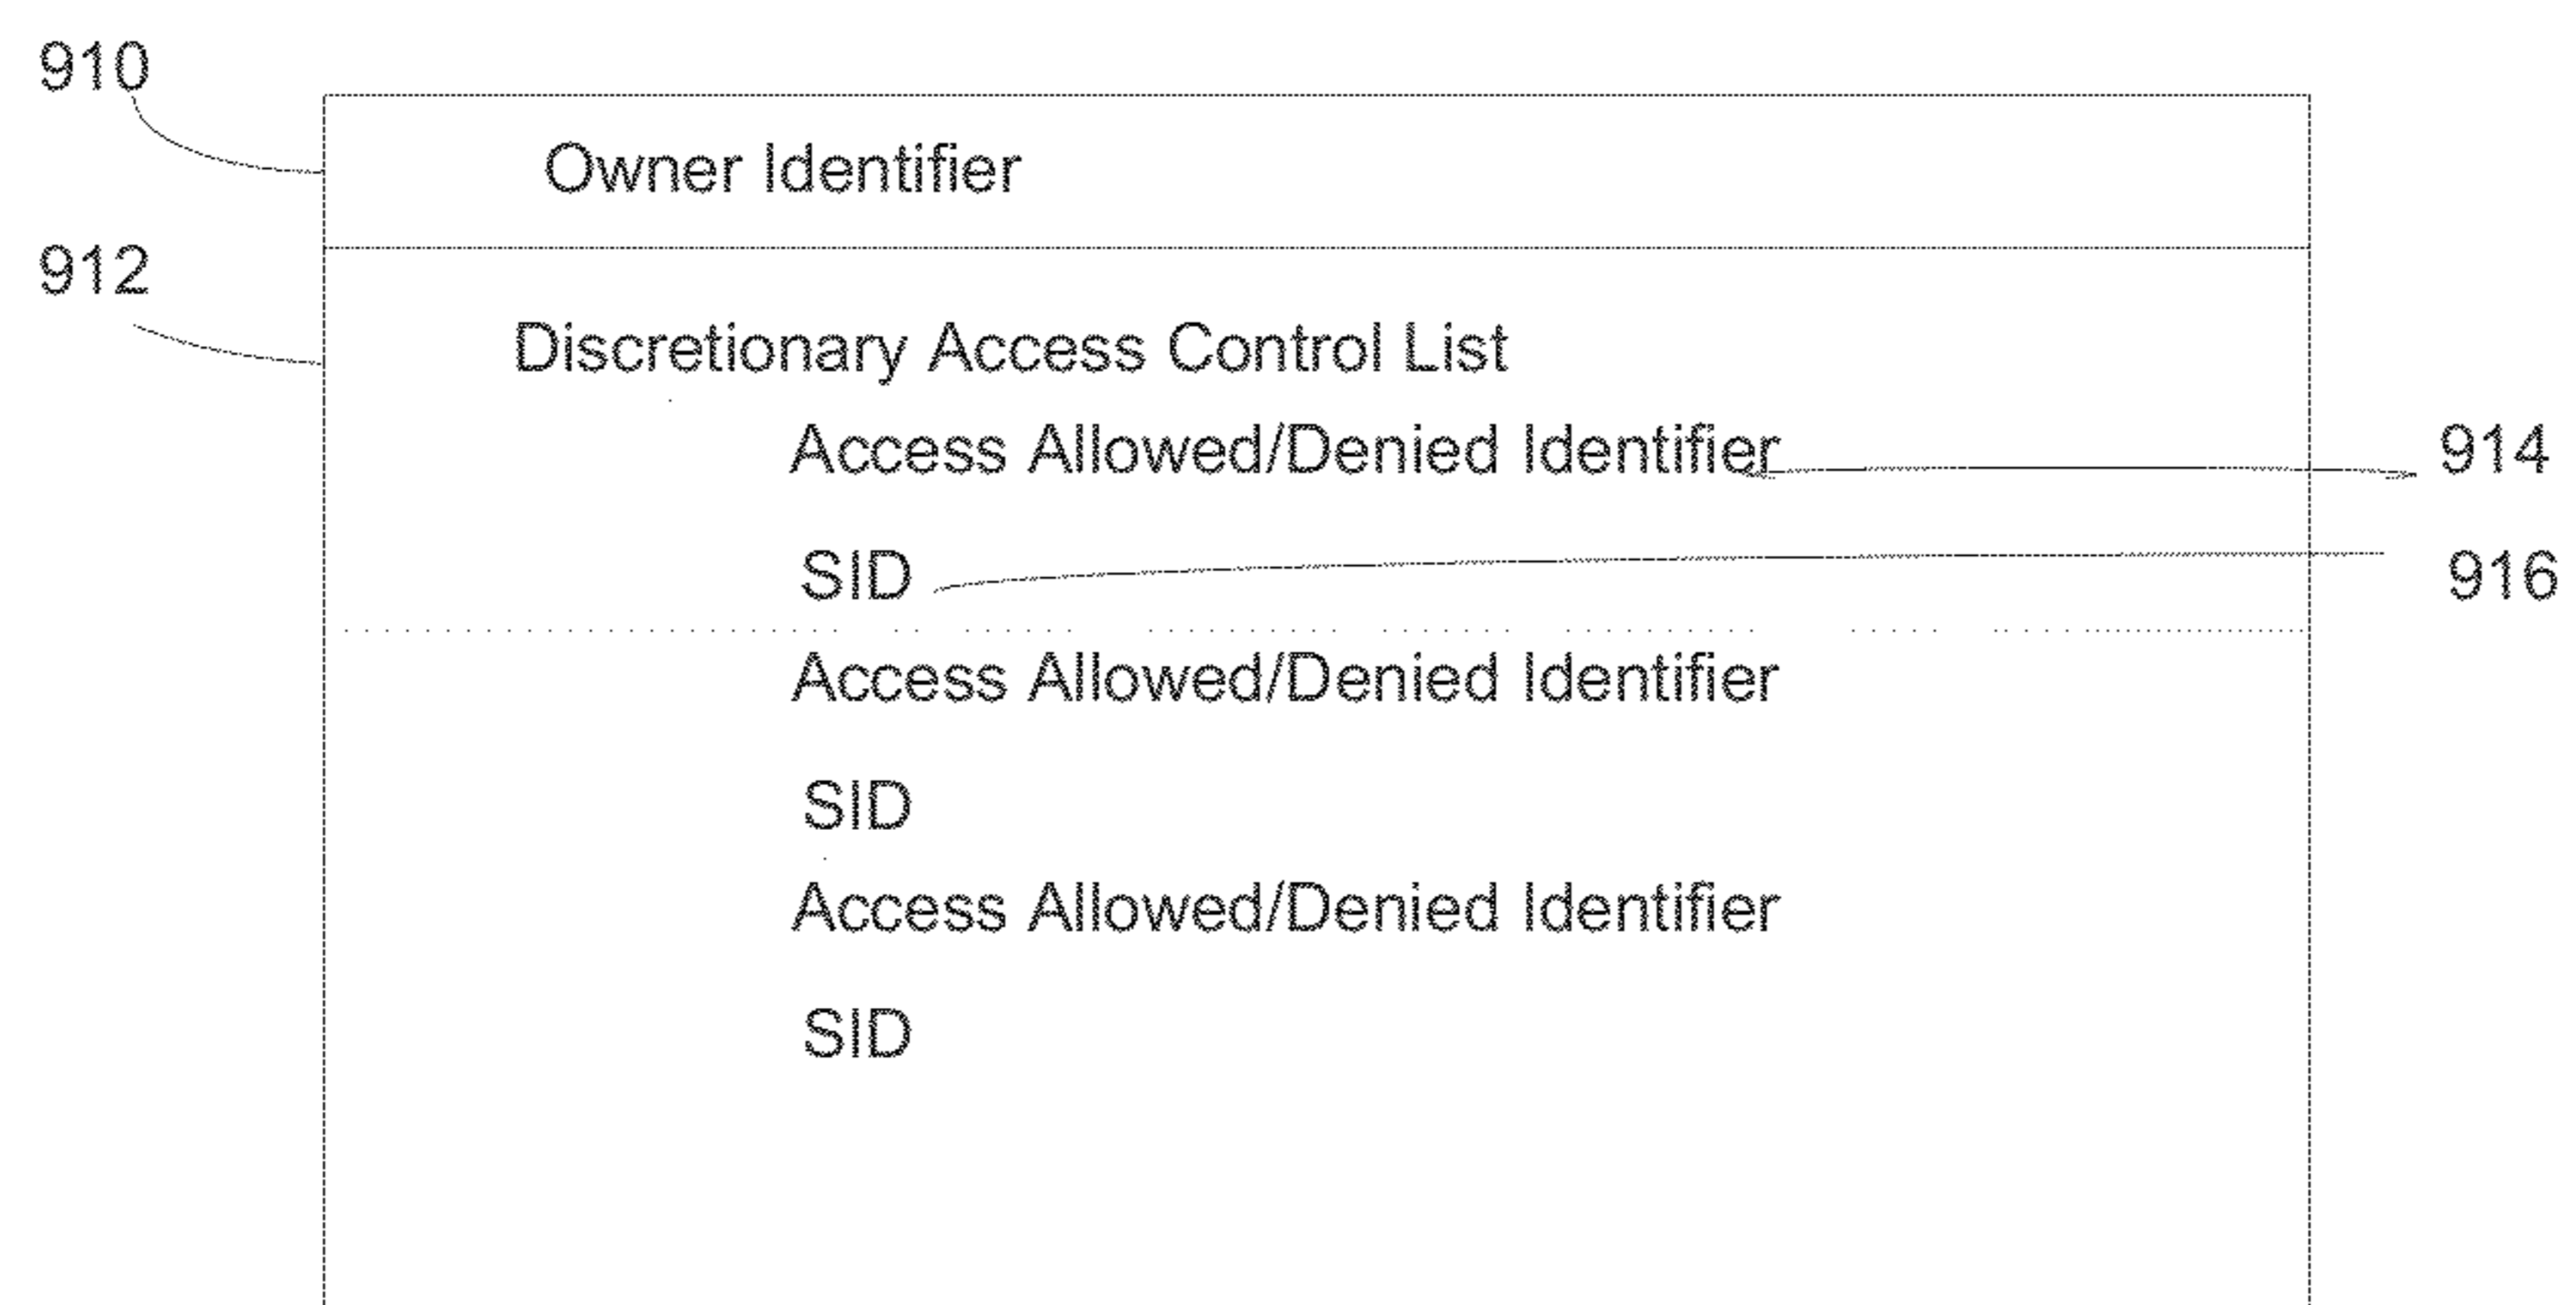 910
Owner Identifier
912
Discretionary Access Control List
Access Allowed/Denied Identifier 914
SID 916
Access Allowed/Denied Identifier
SID
Access Allowed/Denied Identifier
SID